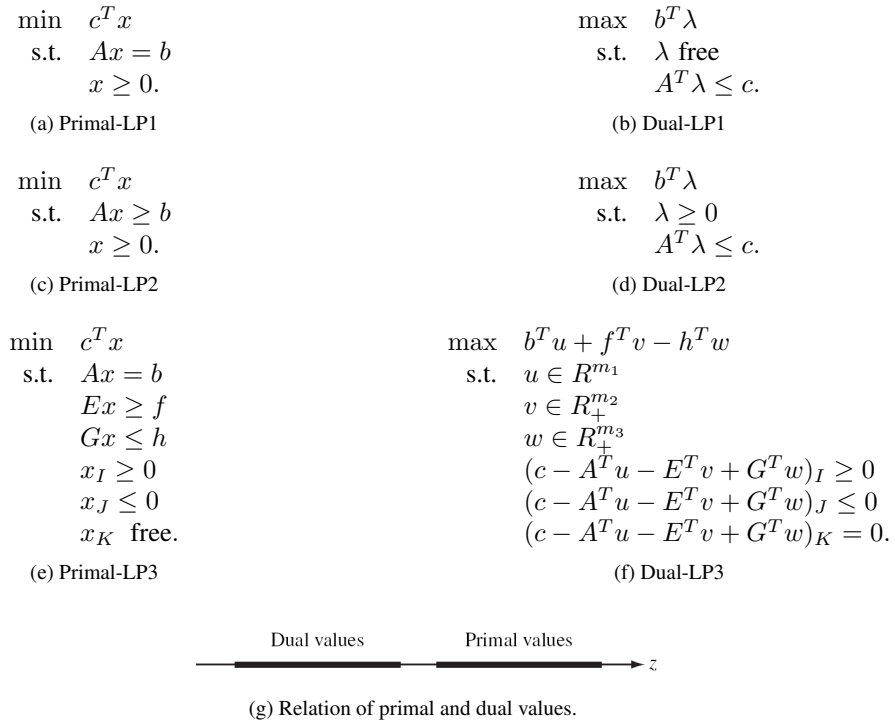 min c^T x
s.t. Ax = b
x ≥ 0.
(a) Primal-LP1
max b^T λ
s.t. λ free
A^T λ ≤ c.
(b) Dual-LP1
min c^T x
s.t. Ax ≥ b
x ≥ 0.
(c) Primal-LP2
max b^T λ
s.t. λ ≥ 0
A^T λ ≤ c.
(d) Dual-LP2
min c^T x
s.t. Ax = b
Ex ≥ f
Gx ≤ h
x_I ≥ 0
x_J ≤ 0
x_K free.
(e) Primal-LP3
max b^T u + f^T v − h^T w
s.t. u ∈ R^{m_1}
v ∈ R_+^{m_2}
w ∈ R_+^{m_3}
(c − A^T u − E^T v + G^T w)_I ≥ 0
(c − A^T u − E^T v + G^T w)_J ≤ 0
(c − A^T u − E^T v + G^T w)_K = 0.
(f) Dual-LP3
Dual values Primal values
z
(g) Relation of primal and dual values.